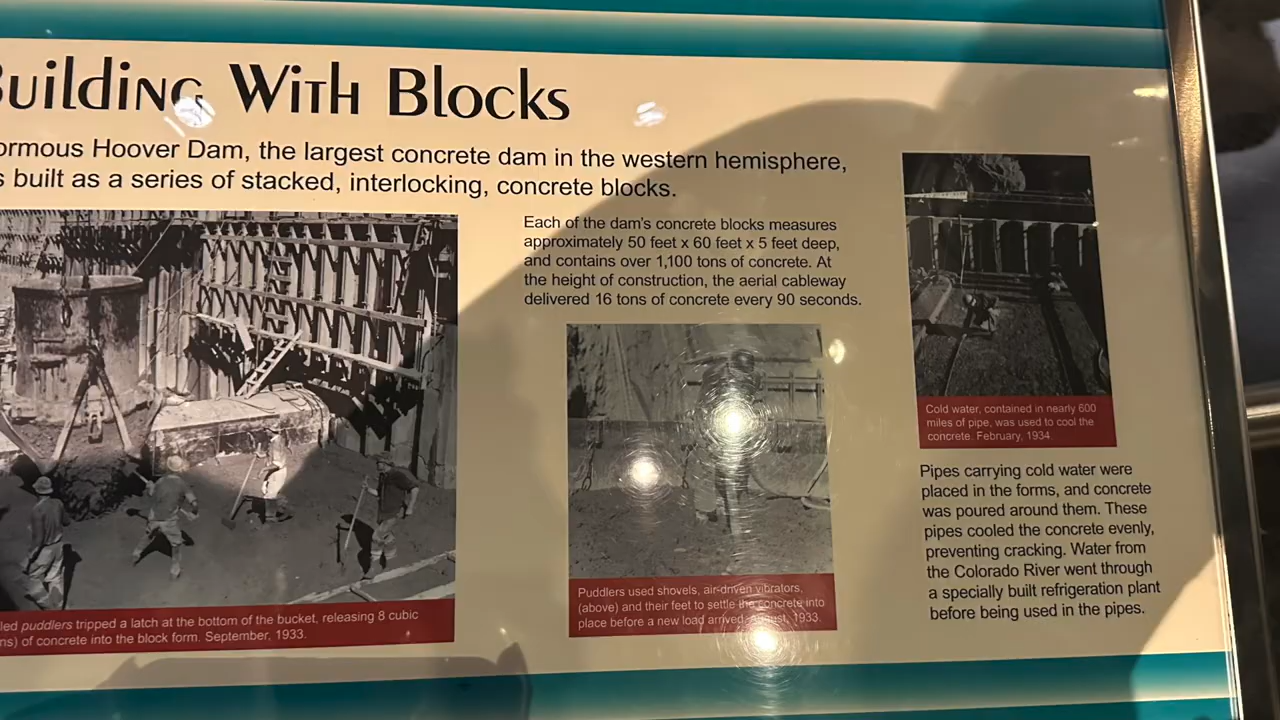 Building With Blocks
ormous Hoover Dam, the largest concrete dam in the western hemisphere,
s built as a series of stacked, interlocking, concrete blocks.
Each of the dam's concrete blocks measures
approximately 50 feet x 60 feet x 5 feet deep,
and contains over 1,100 tons of concrete. At
the height of construction, the aerial cableway
delivered 16 tons of concrete every 90 seconds.
led puddlers tripped a latch at the bottom of the bucket, releasing 8 cubic
ns) of concrete into the block form. September, 1933.
Puddlers used shovels, air-driven vibrators,
(above) and their feet to settle the concrete into
place before a new load arrived. August, 1933.
Cold water, contained in nearly 600
miles of pipe, was used to cool the
concrete. February, 1934.
Pipes carrying cold water were
placed in the forms, and concrete
was poured around them. These
pipes cooled the concrete evenly,
preventing cracking. Water from
the Colorado River went through
a specially built refrigeration plant
before being used in the pipes.